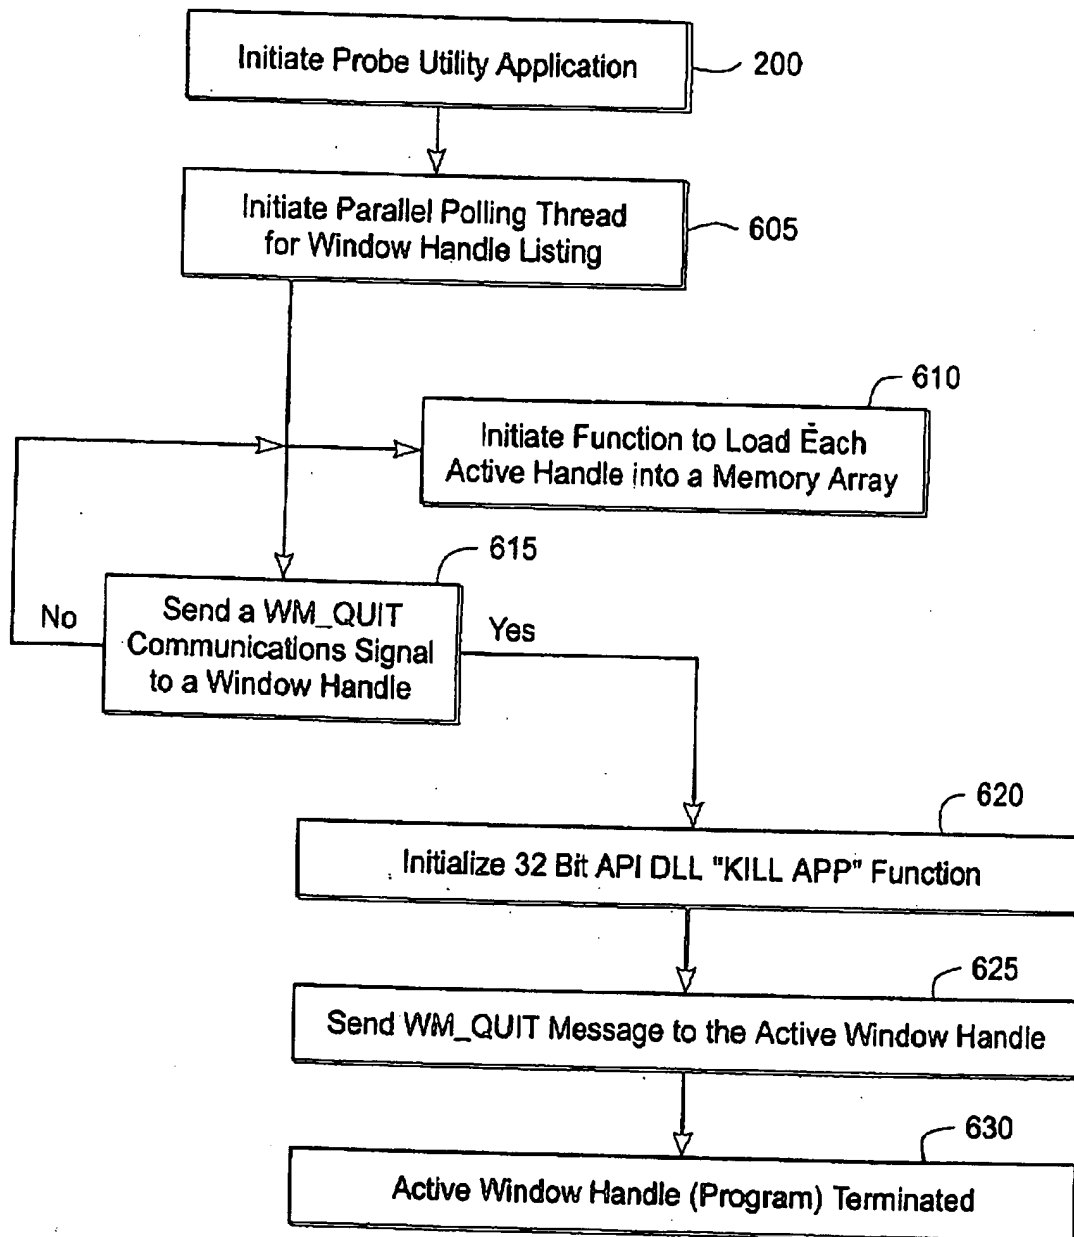 Initiate Probe Utility Application
200
Initiate Parallel Polling Thread
for Window Handle Listing
605
610
Initiate Function to Load Each
Active Handle into a Memory Array
615
Send a WM_QUIT
Communications Signal
to a Window Handle
No
Yes
620
Initialize 32 Bit API DLL "KILL APP" Function
625
Send WM_QUIT Message to the Active Window Handle
630
Active Window Handle (Program) Terminated